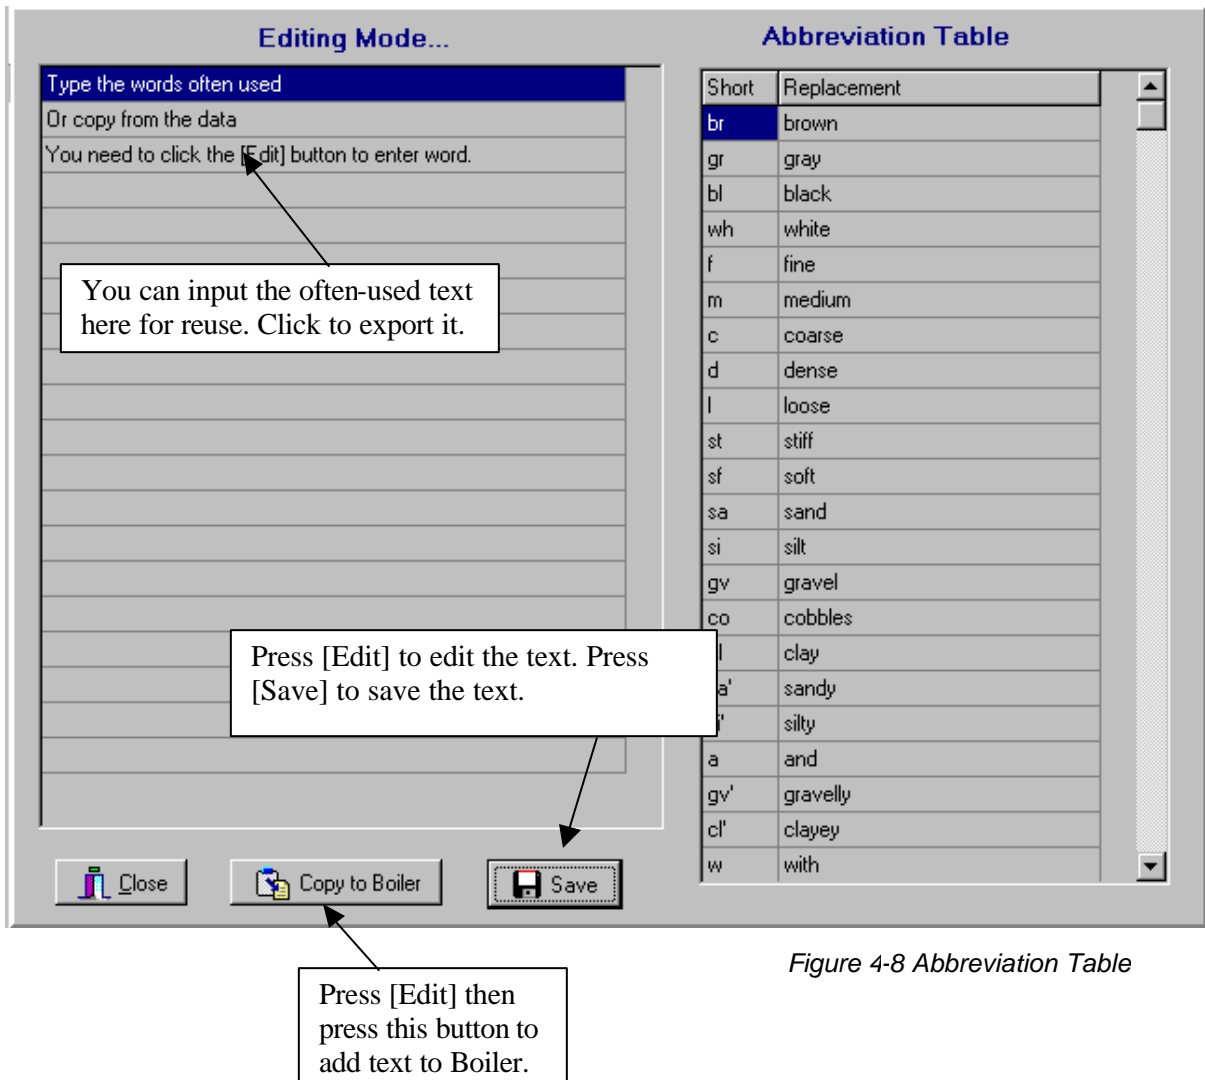 Editing Mode...
Type the words often used
Or copy from the data
You need to click the [Edit] button to enter word.
You can input the often-used text
here for reuse. Click to export it.
Press [Edit] to edit the text. Press
[Save] to save the text.
Close
Copy to Boiler
Save
Press [Edit] then
press this button to
add text to Boiler.
Abbreviation Table
Short Replacement
br brown
gr gray
bl black
wh white
f fine
m medium
c coarse
d dense
l loose
st stiff
sf soft
sa sand
si silt
gv gravel
co cobbles
l clay
a' sandy
i' silty
a and
gv' gravelly
cl' clayey
w with
Figure 4-8 Abbreviation Table